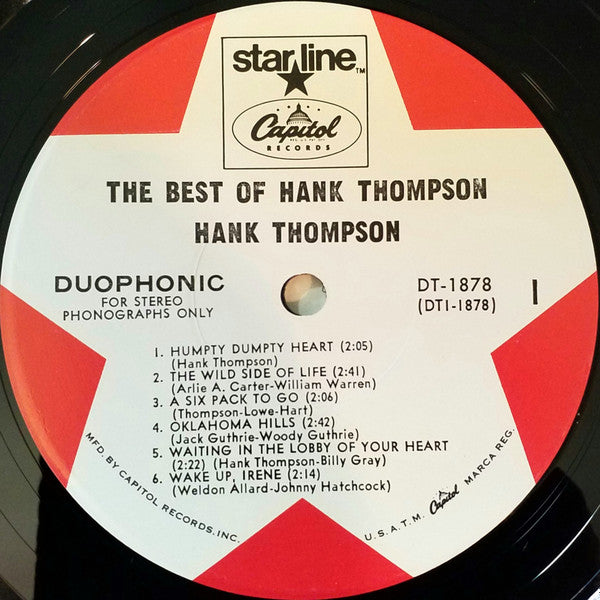 starline™
Capitol
RECORDS
THE BEST OF HANK THOMPSON
HANK THOMPSON
DUOPHONIC
FOR STEREO
PHONOGRAPHS ONLY
DT-1878
(DT1-1878)
1
1. HUMPTY DUMPTY HEART (2:05)
(Hank Thompson)
2. THE WILD SIDE OF LIFE (2:41)
(Arlie A. Carter-William Warren)
3. A SIX PACK TO GO (2:06)
(Thompson-Lowe-Hart)
4. OKLAHOMA HILLS (2:42)
(Jack Guthrie-Woody Guthrie)
5. WAITING IN THE LOBBY OF YOUR HEART
(2:22) (Hank Thompson-Billy Gray)
6. WAKE UP, IRENE (2:14)
(Weldon Allard-Johnny Hatchcock)
MFD. BY CAPITOL RECORDS, INC.
U.S.A. T.M. Capitol MARCA REG.